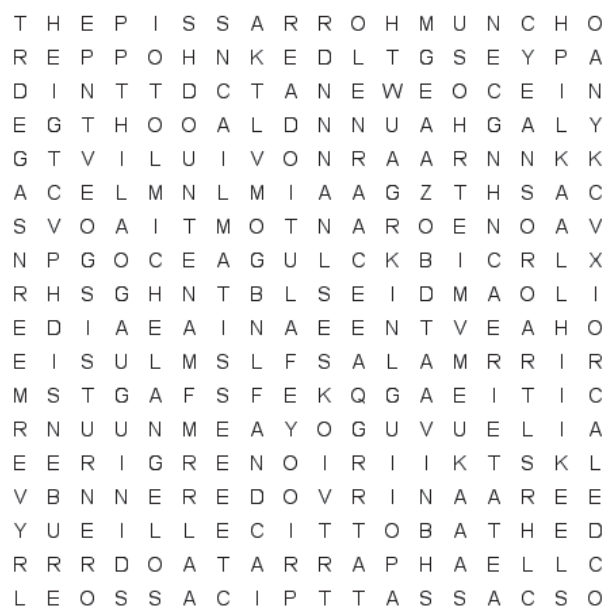 T H E P I S S A R R O H M U N C H O
R E P P O H N K E D L T G S E Y P A
D I N T T D C T A N E W E O C E I N
E G T H O O A L D N N U A H G A L Y
G T V I L U I V O N R A A R N N K K
A C E L M N L M I A A G Z T H S A C
S V O A I T M O T N A R O E N O A V
N P G O C E A G U L C K B I C R L X
R H S G H N T B L S E I D M A O L I
E D I A E A I N A E E N T V E A H O
E I S U L M S L F S A L A M R R I R
M S T G A F S F E K Q G A E I T I C
R N U U N M E A Y O G U V U E L I A
E E R I G R E N O I R I I K T S K L
V B N N E R E D O V R I N A A R E E
Y U E I L L E C I T T O B A T H E D
R R R D O A T A R R A P H A E L L C
L E O S S A C I P T T A S S A C S O